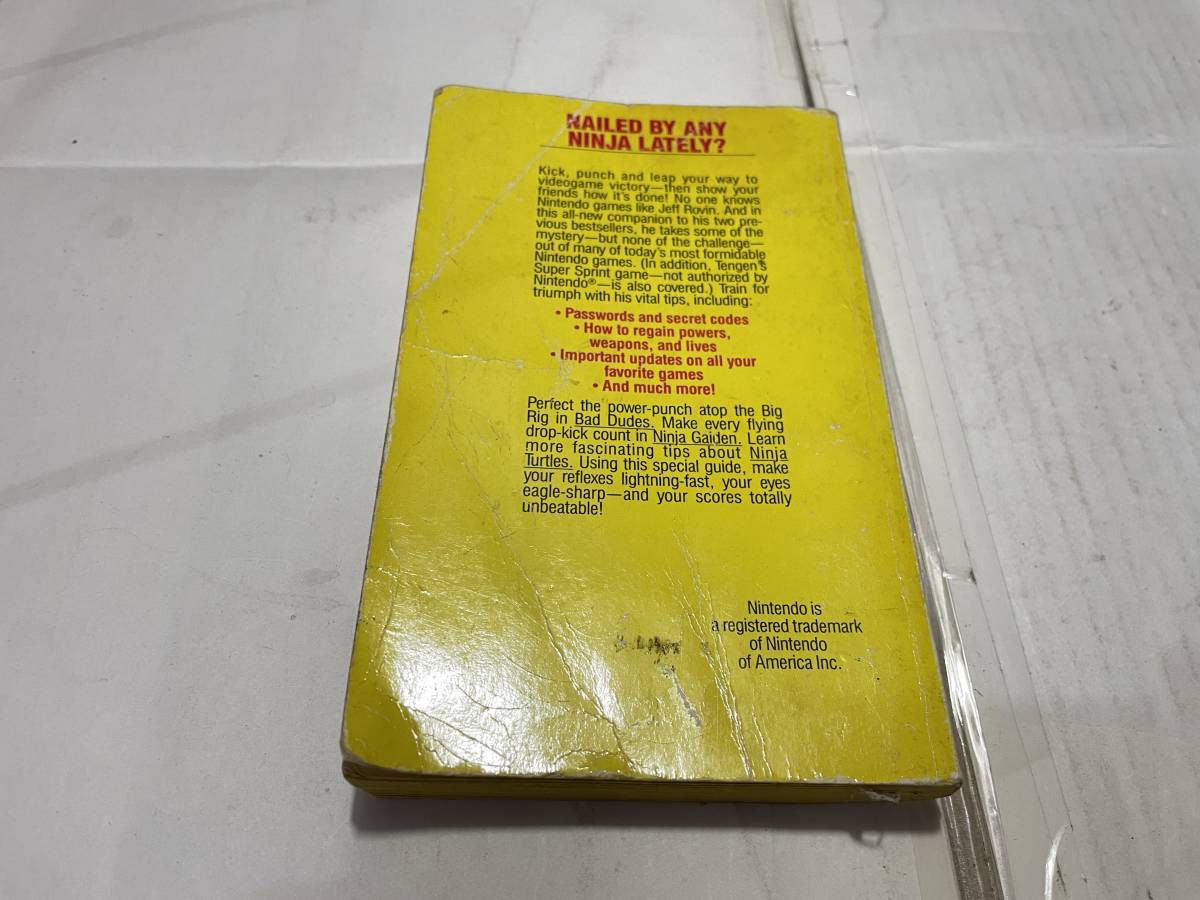 NAILED BY ANY
NINJA LATELY?
Kick, punch and leap your way to
videogame victory—then show your
friends how it's done! No one knows
Nintendo games like Jeff Rovin. And in
this all-new companion to his two pre-
vious bestsellers, he takes some of the
mystery—but none of the challenge—
out of many of today's most formidable
Nintendo games. (In addition, Tengen's
Super Sprint game—not authorized by
Nintendo®—is also covered.) Train for
triumph with his vital tips, including:
• Passwords and secret codes
• How to regain powers,
weapons, and lives
• Important updates on all your
favorite games
• And much more!
Perfect the power-punch atop the Big
Rig in Bad Dudes. Make every flying
drop-kick count in Ninja Gaiden. Learn
more fascinating tips about Ninja
Turtles. Using this special guide, make
your reflexes lightning-fast, your eyes
eagle-sharp—and your scores totally
unbeatable!
Nintendo is
a registered trademark
of Nintendo
of America Inc.